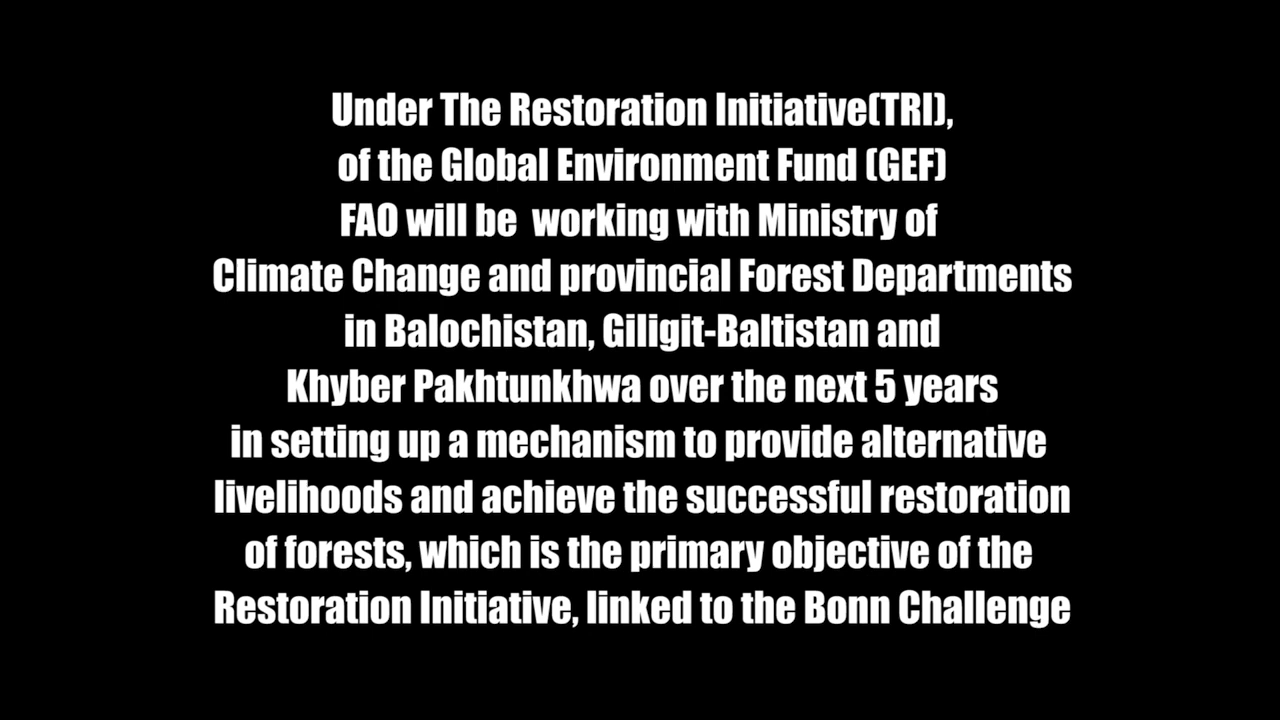 Under The Restoration Initiative(TRI),
of the Global Environment Fund (GEF)
FAO will be  working with Ministry of
Climate Change and provincial Forest Departments
in Balochistan, Giligit-Baltistan and
Khyber Pakhtunkhwa over the next 5 years
in setting up a mechanism to provide alternative
livelihoods and achieve the successful restoration
of forests, which is the primary objective of the
Restoration Initiative, linked to the Bonn Challenge